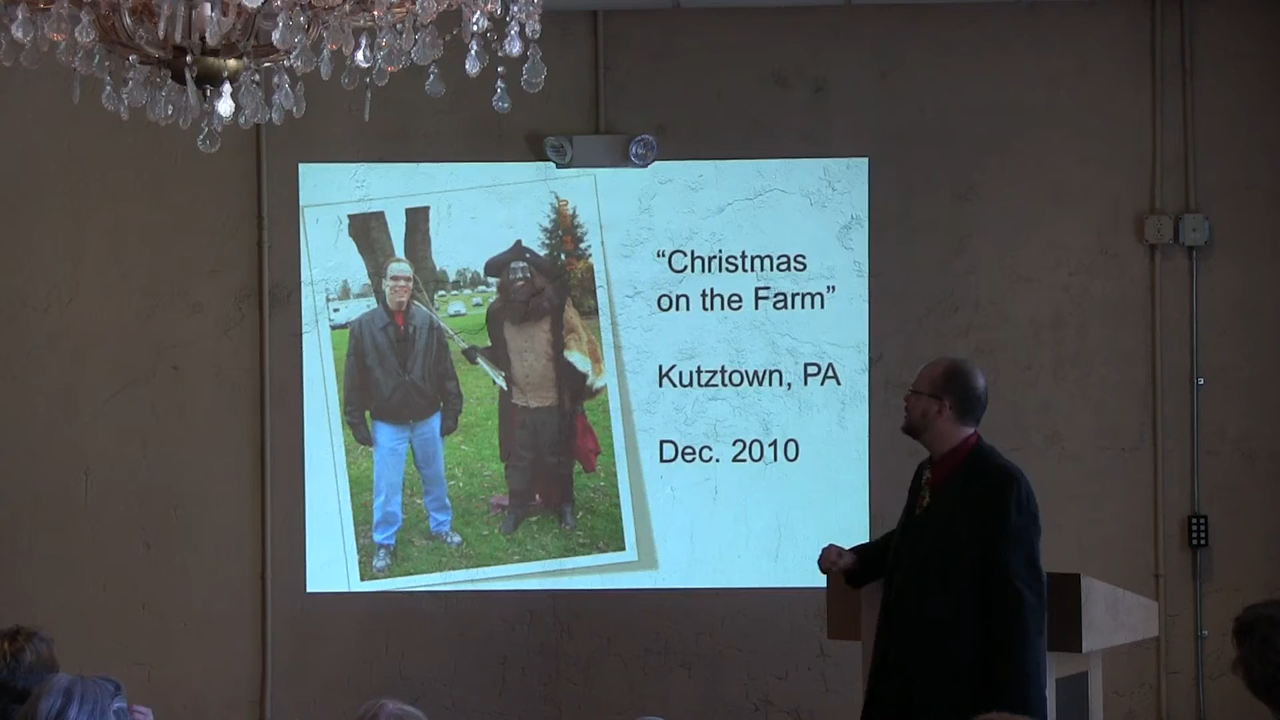 “Christmas
on the Farm”
Kutztown, PA
Dec. 2010